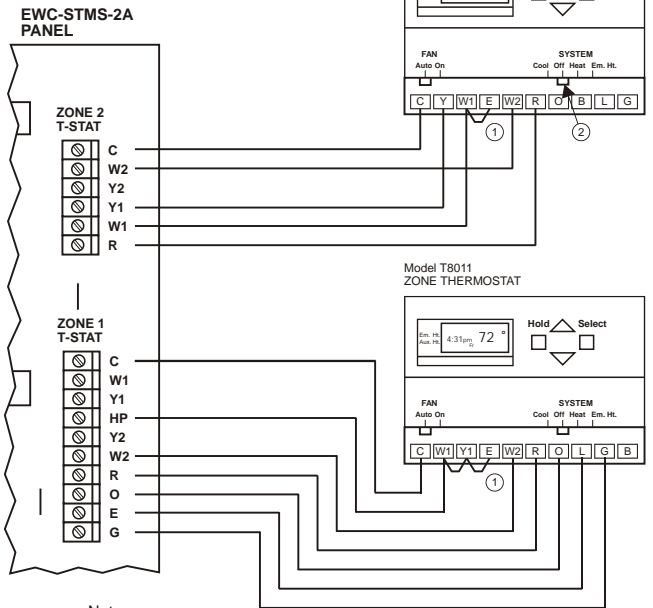 EWC-STMS-2A
PANEL
FAN
Auto On
SYSTEM
Cool Off Heat Em. Ht.
C Y W1 E W2 R O B L G
1
2
ZONE 2
T-STAT
C
W2
Y2
Y1
W1
R
Model T8011
ZONE THERMOSTAT
Em. Ht.
Aux. Ht.
4:31pm
Fr
72 °
Hold Select
FAN
Auto On
SYSTEM
Cool Off Heat Em. Ht.
C W1 Y1 E W2 R O L G B
1
ZONE 1
T-STAT
C
W1
Y1
HP
Y2
W2
R
O
E
G